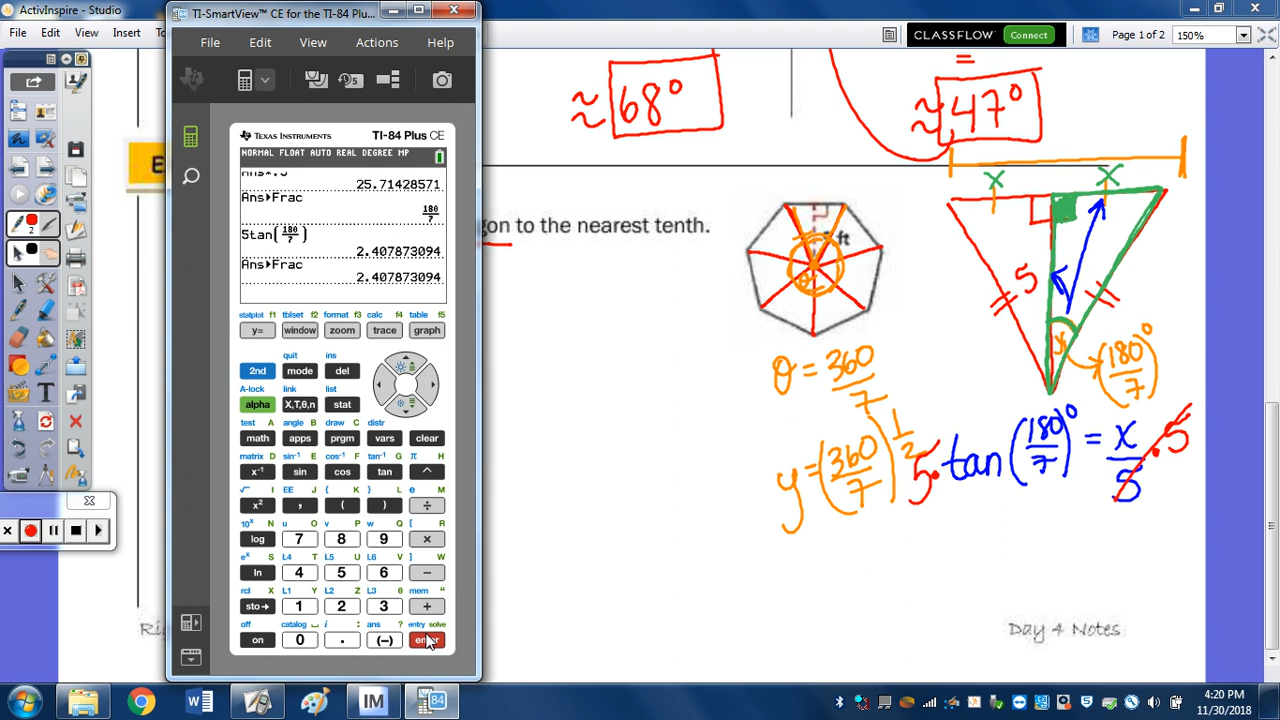 ActivInspire - Studio
File Edit View Insert T
TI-SmartView™ CE for the TI-84 Plus...
File Edit View Actions Help
TEXAS INSTRUMENTS TI-84 Plus CE
NORMAL FLOAT AUTO REAL DEGREE MP
25.71428571
Ans▸Frac
180/7
5tan(180/7)
2.407873094
Ans▸Frac
2.407873094
statplot f1 tblset f2 format f3 calc f4 table f5
y= window zoom trace graph
quit ins
2nd mode del
A-lock link list
alpha X,T,θ,n stat
test A angle B draw C distr
math apps prgm vars clear
matrix D sin⁻¹ E cos⁻¹ F tan⁻¹ G π H
x⁻¹ sin cos tan ^
√ I EE J { K } L e M
x² , ( ) ÷
10ˣ N u O v P w Q [ R
log 7 8 9 ×
eˣ S L4 T L5 U L6 V ] W
ln 4 5 6 −
rcl X L1 Y L2 Z L3 θ mem "
sto→ 1 2 3 +
off catalog i : ans ? entry solve
on 0 . (−) enter
CLASSFLOW Connect
Page 1 of 2 150%
≈ 68°
=
≈ 47°
gon to the nearest tenth.
ft
θ
x x
5
y
(180/7)°
θ = 360/7
y = (360/7) 1/2
5 · tan (180/7)° = x/5 · 5
Day 4 Notes
2
2
T
W IM 84
4:20 PM
11/30/2018